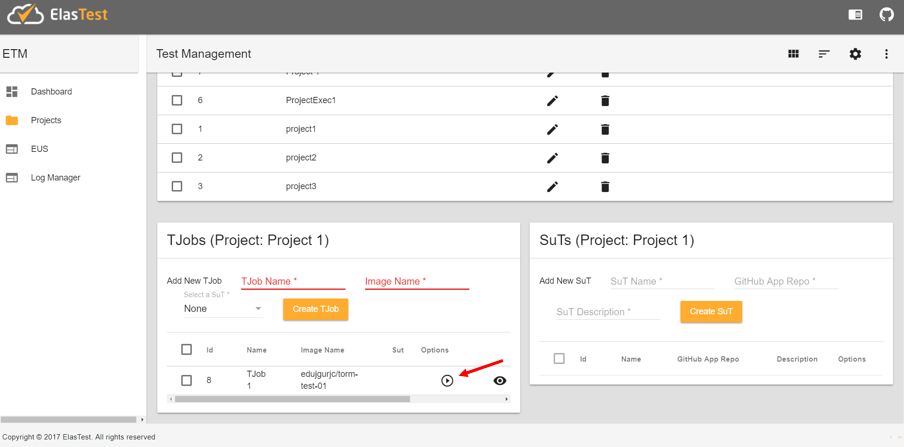 ElasTest
ETM
Test Management
Dashboard
Projects
EUS
Log Manager
6 ProjectExec1
1 project1
2 project2
3 project3
TJobs (Project: Project 1)
Add New TJob TJob Name * Image Name *
Select a SuT *
None Create TJob
Id Name Image Name Sut Options
8 TJob 1 edujgurjc/torm-test-01
SuTs (Project: Project 1)
Add New SuT SuT Name * GitHub App Repo *
SuT Description * Create SuT
Id Name GitHub App Repo Description Options
Copyright © 2017 ElasTest. All rights reserved